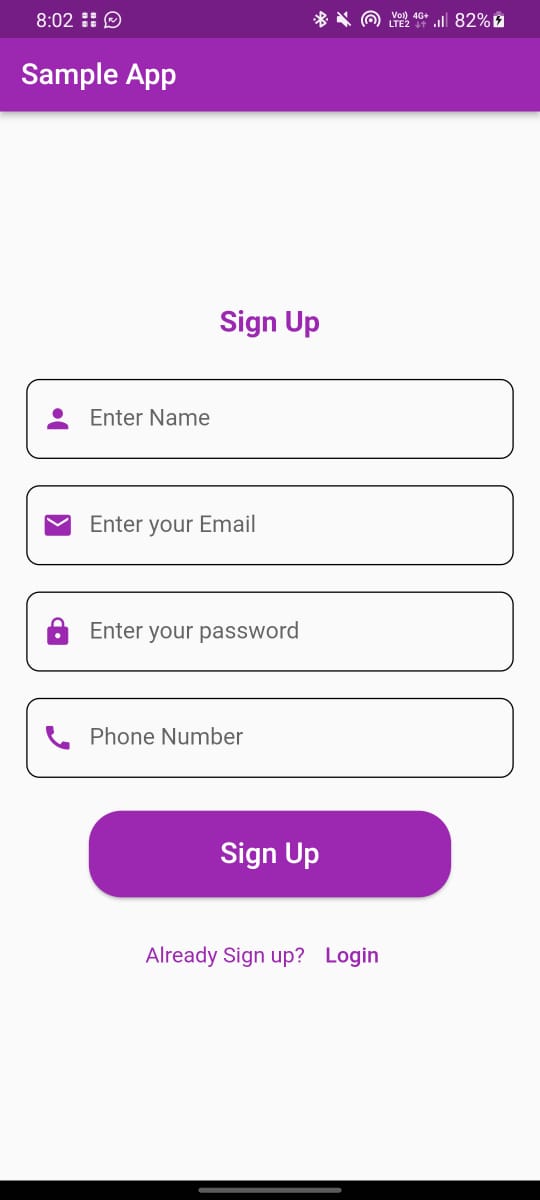 8:02 Vo)) LTE2 4G+ 82%
Sample App
Sign Up
Enter Name
Enter your Email
Enter your password
Phone Number
Sign Up
Already Sign up? Login